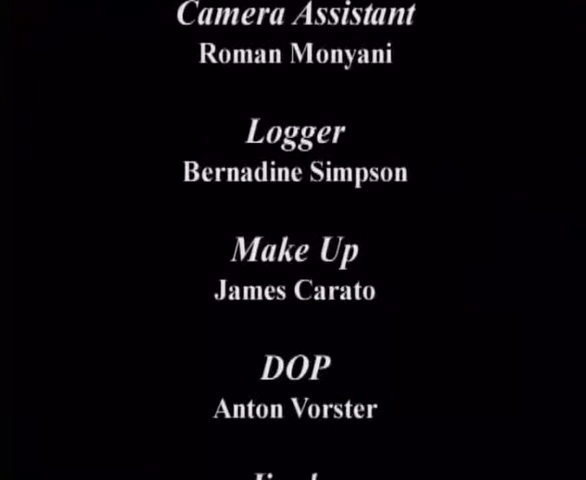 Camera Assistant
Roman Monyani
Logger
Bernadine Simpson
Make Up
James Carato
DOP
Anton Vorster